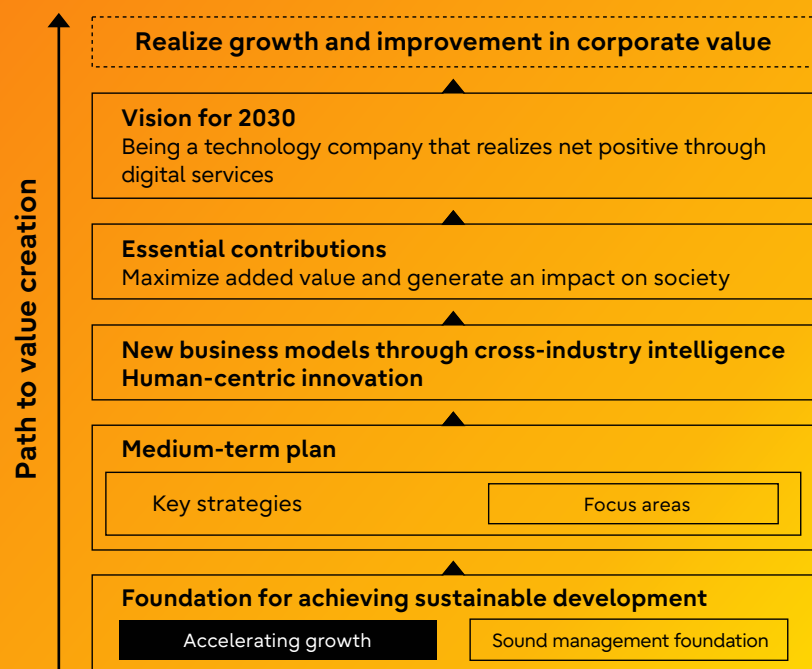 Realize growth and improvement in corporate value
Vision for 2030
Being a technology company that realizes net positive through
digital services
Essential contributions
Maximize added value and generate an impact on society
New business models through cross-industry intelligence
Human-centric innovation
Medium-term plan
Key strategies
Focus areas
Foundation for achieving sustainable development
Accelerating growth
Sound management foundation
Path to value creation